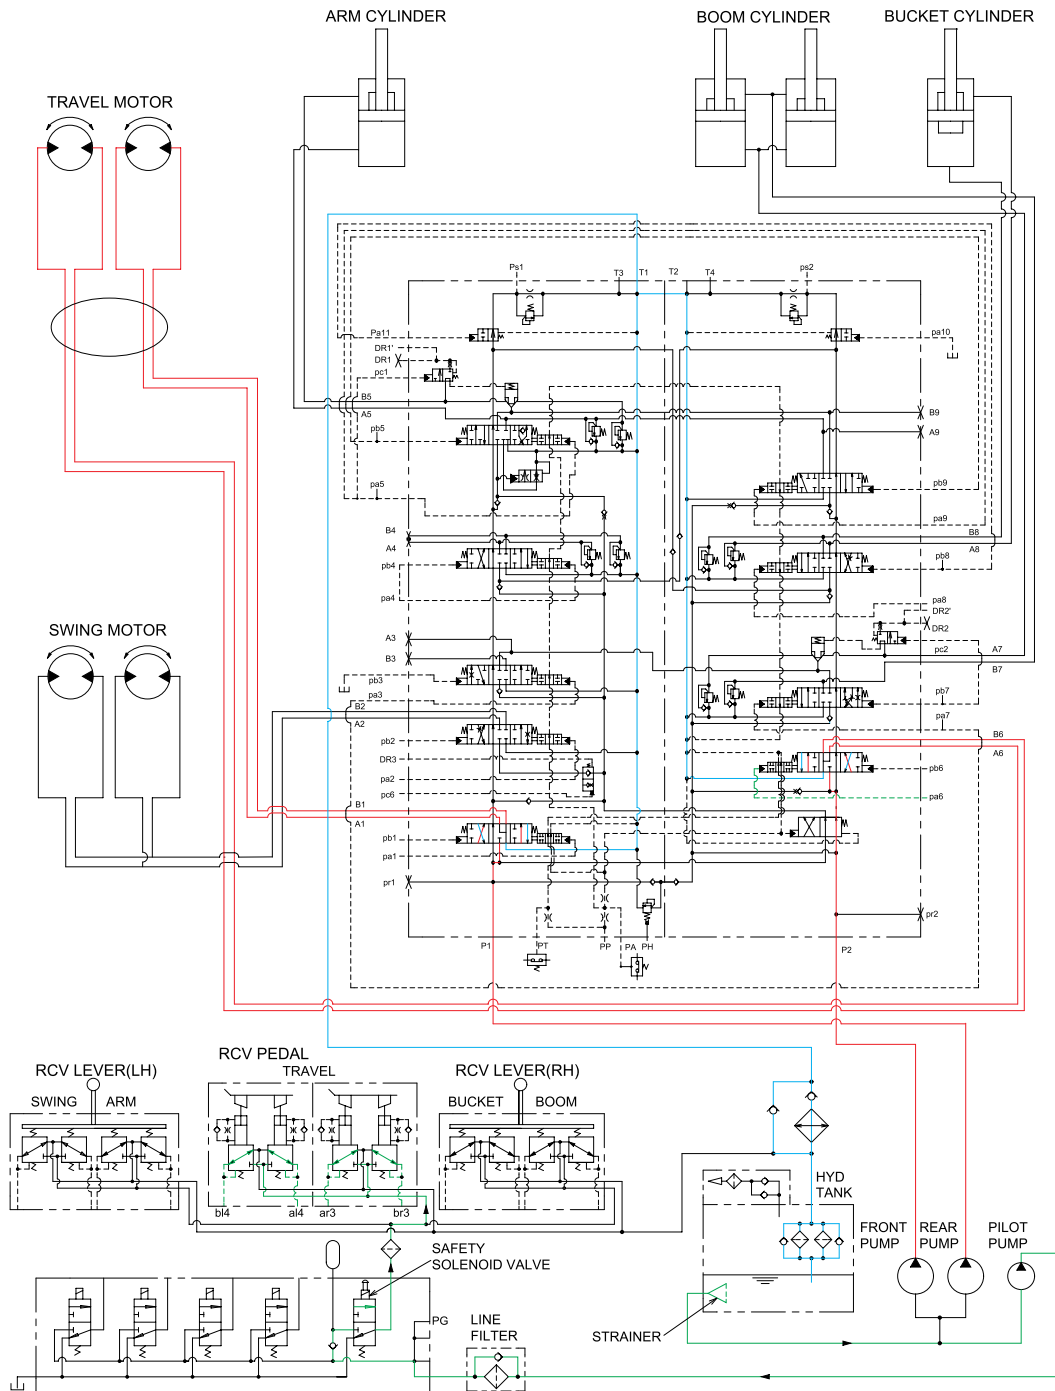 ARM CYLINDER
BOOM CYLINDER
BUCKET CYLINDER
TRAVEL MOTOR
Ps1
T3
T1
T2
T4
ps2
Pa11
pa10
DR1'
DR1
pc1
B5
A5
B9
A9
pb5
pa5
pb9
pa9
B4
A4
B8
A8
pb4
pb8
pa4
pa8
DR2'
DR2
SWING MOTOR
A3
B3
pc2
A7
B7
pb3
pa3
pb7
pa7
B2
A2
B6
A6
pb2
DR3
pa2
pb6
pc6
pa6
B1
A1
pb1
pa1
pr1
pr2
P1
PT
PP
PA
PH
P2
RCV LEVER(LH)
RCV PEDAL
TRAVEL
RCV LEVER(RH)
SWING
ARM
BUCKET
BOOM
bl4
al4
ar3
br3
HYD
TANK
FRONT
PUMP
REAR
PUMP
PILOT
PUMP
SAFETY
SOLENOID VALVE
PG
LINE
FILTER
STRAINER